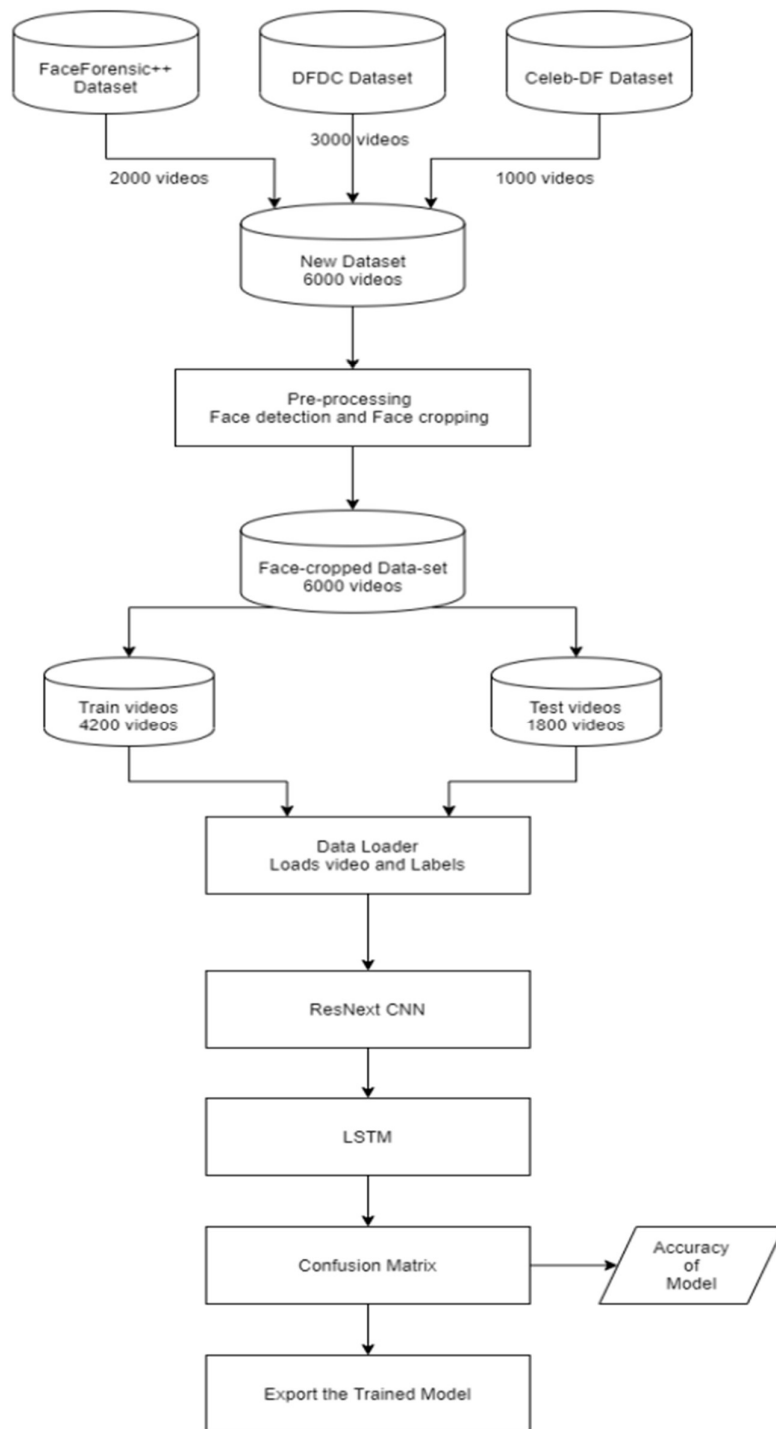 FaceForensic++
Dataset
DFDC Dataset
Celeb-DF Dataset
3000 videos
2000 videos
1000 videos
New Dataset
6000 videos
Pre-processing
Face detection and Face cropping
Face-cropped Data-set
6000 videos
Train videos
4200 videos
Test videos
1800 videos
Data Loader
Loads video and Labels
ResNext CNN
LSTM
Confusion Matrix
Accuracy
of
Model
Export the Trained Model